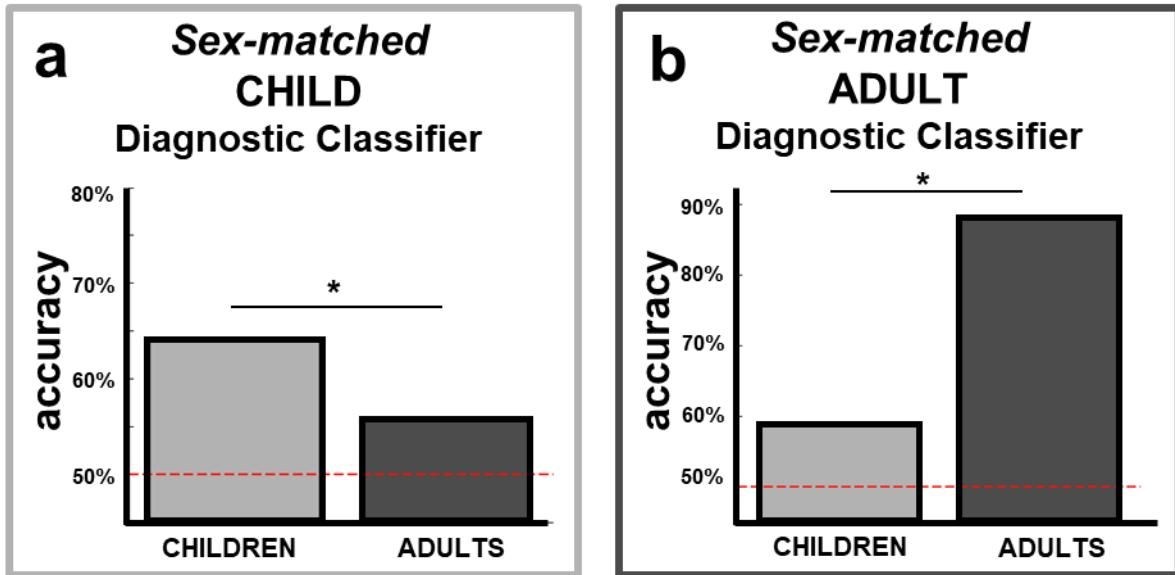 a
Sex-matched
CHILD
Diagnostic Classifier
accuracy
80%
70%
60%
50%
*
CHILDREN
ADULTS
b
Sex-matched
ADULT
Diagnostic Classifier
accuracy
90%
80%
70%
60%
50%
*
CHILDREN
ADULTS